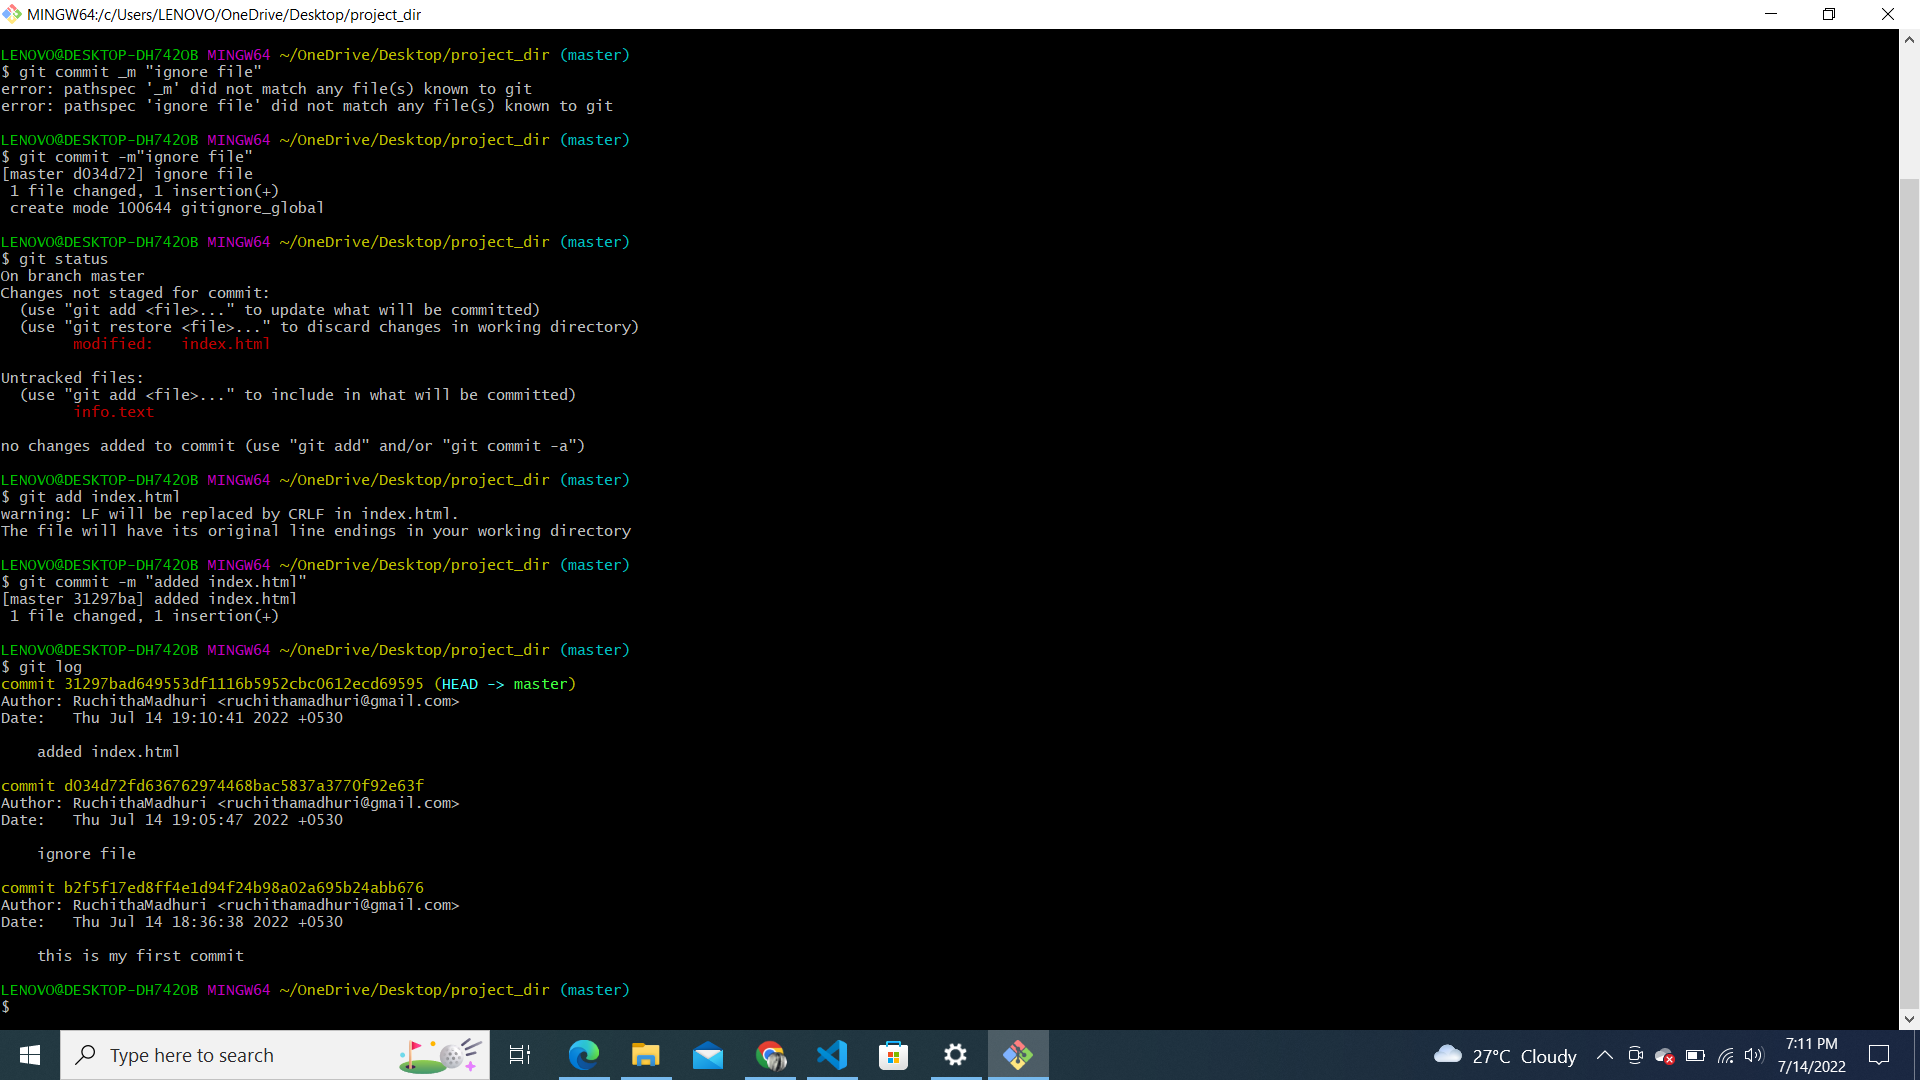 MINGW64:/c/Users/LENOVO/OneDrive/Desktop/project_dir
LENOVO@DESKTOP-DH742OB MINGW64 ~/OneDrive/Desktop/project_dir (master)
$ git commit _m "ignore file"
error: pathspec '_m' did not match any file(s) known to git
error: pathspec 'ignore file' did not match any file(s) known to git
LENOVO@DESKTOP-DH742OB MINGW64 ~/OneDrive/Desktop/project_dir (master)
$ git commit -m"ignore file"
[master d034d72] ignore file
1 file changed, 1 insertion(+)
create mode 100644 gitignore_global
LENOVO@DESKTOP-DH742OB MINGW64 ~/OneDrive/Desktop/project_dir (master)
$ git status
On branch master
Changes not staged for commit:
(use "git add <file>..." to update what will be committed)
(use "git restore <file>..." to discard changes in working directory)
modified:   index.html
Untracked files:
(use "git add <file>..." to include in what will be committed)
info.text
no changes added to commit (use "git add" and/or "git commit -a")
LENOVO@DESKTOP-DH742OB MINGW64 ~/OneDrive/Desktop/project_dir (master)
$ git add index.html
warning: LF will be replaced by CRLF in index.html.
The file will have its original line endings in your working directory
LENOVO@DESKTOP-DH742OB MINGW64 ~/OneDrive/Desktop/project_dir (master)
$ git commit -m "added index.html"
[master 31297ba] added index.html
1 file changed, 1 insertion(+)
LENOVO@DESKTOP-DH742OB MINGW64 ~/OneDrive/Desktop/project_dir (master)
$ git log
commit 31297bad649553df1116b5952cbc0612ecd69595 (HEAD -> master)
Author: RuchithaMadhuri <ruchithamadhuri@gmail.com>
Date:   Thu Jul 14 19:10:41 2022 +0530
added index.html
commit d034d72fd636762974468bac5837a3770f92e63f
Author: RuchithaMadhuri <ruchithamadhuri@gmail.com>
Date:   Thu Jul 14 19:05:47 2022 +0530
ignore file
commit b2f5f17ed8ff4e1d94f24b98a02a695b24abb676
Author: RuchithaMadhuri <ruchithamadhuri@gmail.com>
Date:   Thu Jul 14 18:36:38 2022 +0530
this is my first commit
LENOVO@DESKTOP-DH742OB MINGW64 ~/OneDrive/Desktop/project_dir (master)
$
Type here to search
27°C Cloudy
7:11 PM
7/14/2022